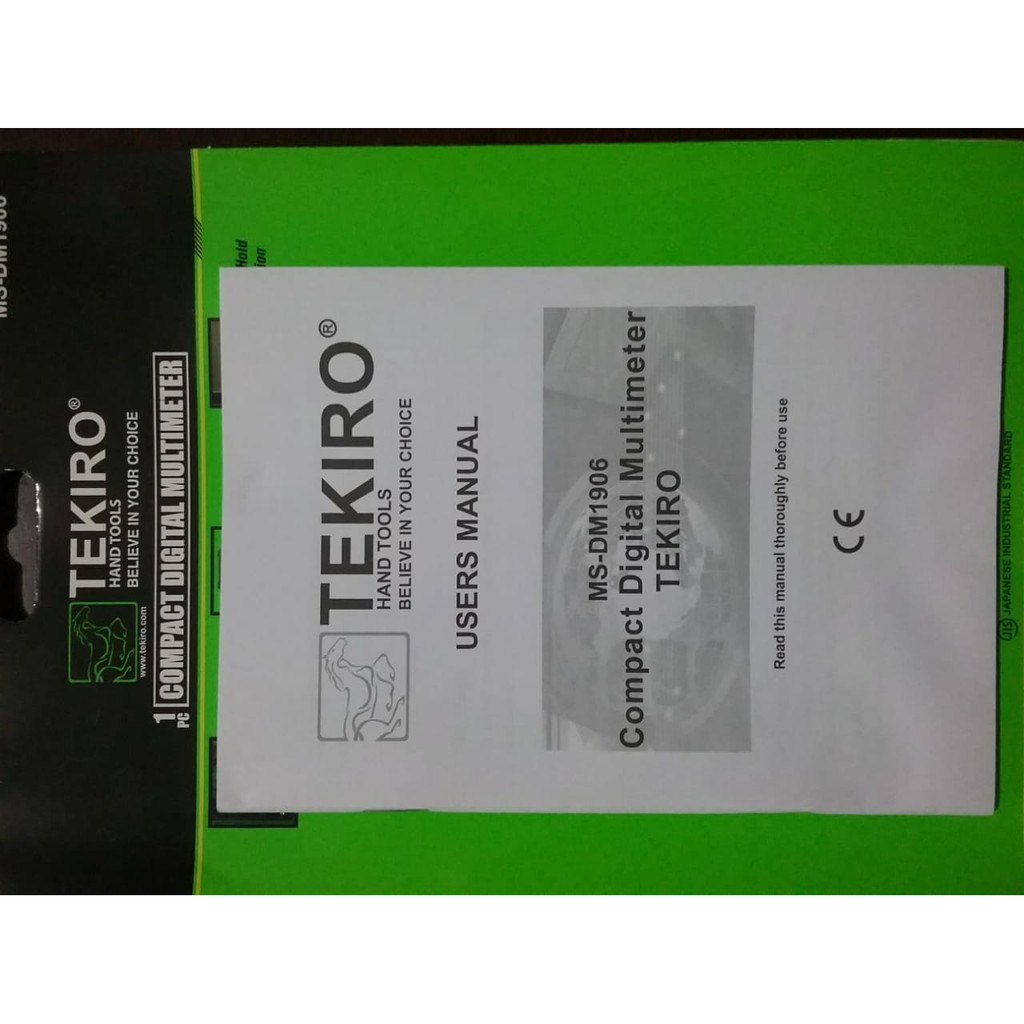 MS-DM1906
TEKIRO®
HAND TOOLS
BELIEVE IN YOUR CHOICE
www.tekiro.com
1 PC COMPACT DIGITAL MULTIMETER
Hold
TEKIRO®
HAND TOOLS
BELIEVE IN YOUR CHOICE
USERS MANUAL
MS-DM1906
Compact Digital Multimeter
TEKIRO
Read this manual thoroughly before use
CE
JIS JAPANESE INDUSTRIAL STANDARD